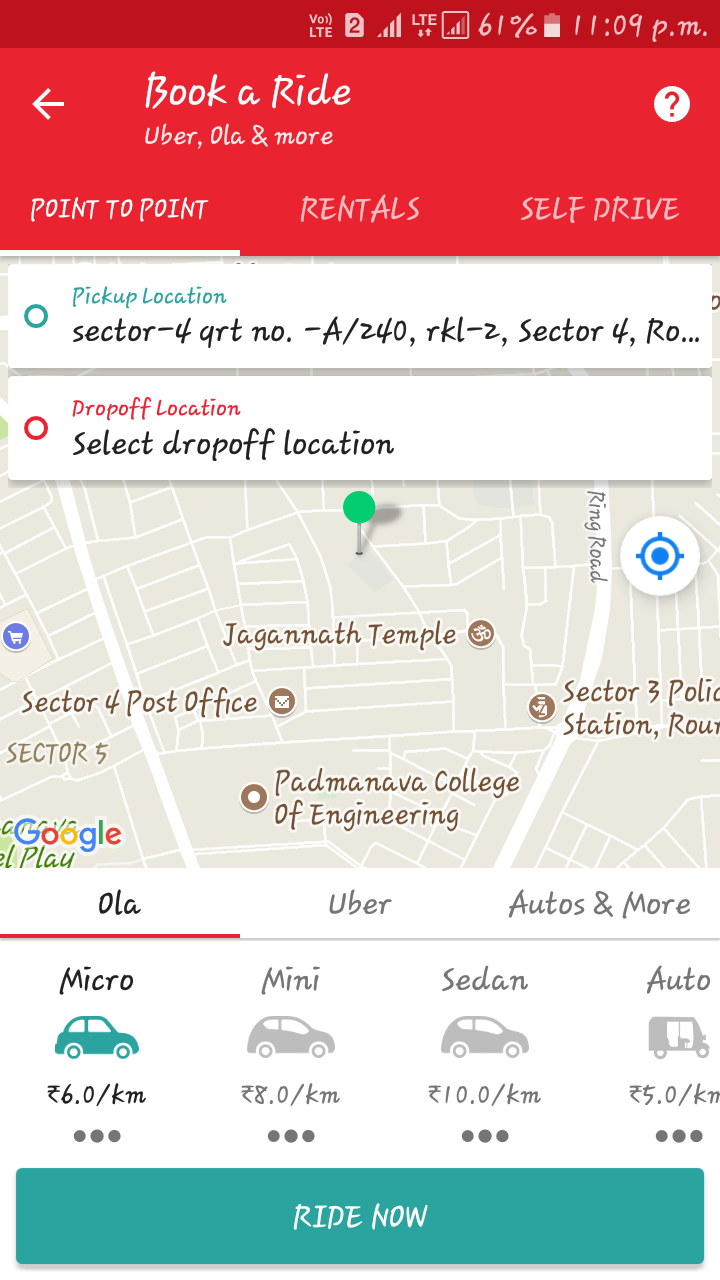 Vo)) LTE 2 LTE 61% 11:09 p.m.
Book a Ride
Uber, Ola & more
?
POINT TO POINT RENTALS SELF DRIVE
Pickup Location
sector-4 qrt no. -A/240, rkl-2, Sector 4, Ro...
Dropoff Location
Select dropoff location
Ring Road
Jagannath Temple
Sector 4 Post Office
Sector 3 Polic
Station, Rour
SECTOR 5
Padmanava College
Of Engineering
Google
el Play
Ola Uber Autos & More
Micro Mini Sedan Auto
₹6.0/km ₹8.0/km ₹10.0/km ₹5.0/km
RIDE NOW